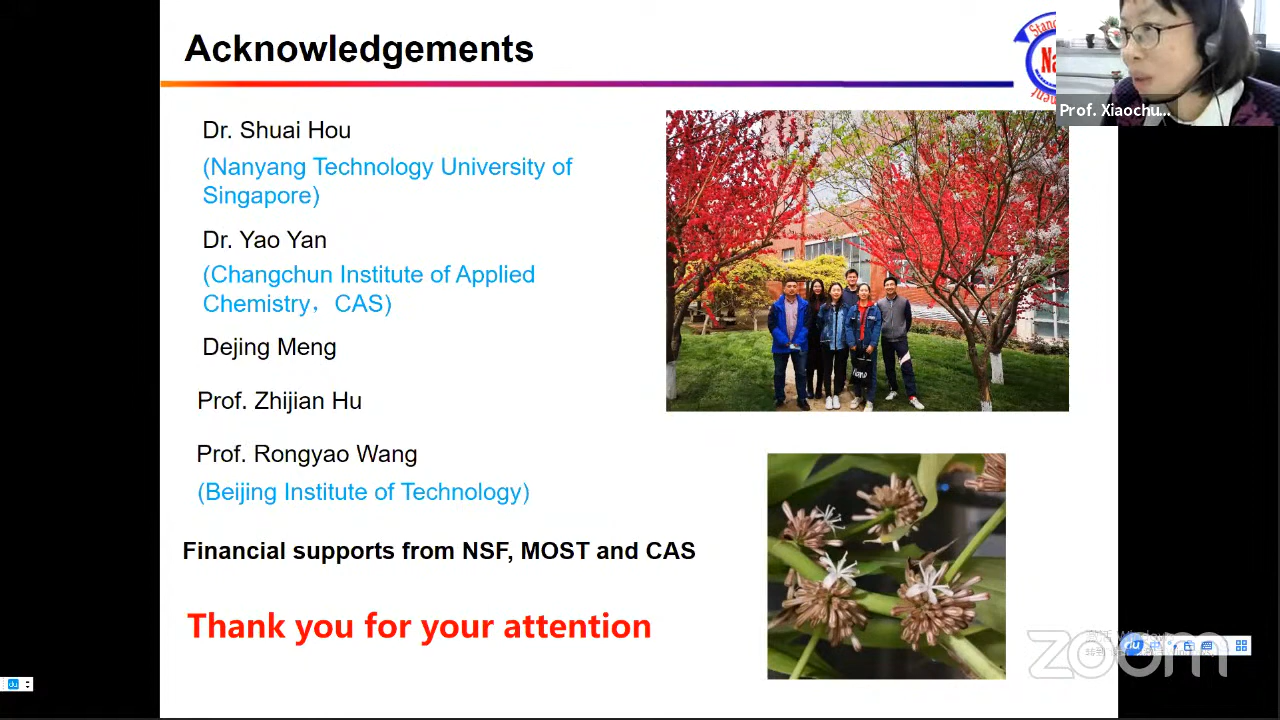 Acknowledgements
Prof. Xiaochu...
Dr. Shuai Hou
(Nanyang Technology University of
Singapore)
Dr. Yao Yan
(Changchun Institute of Applied
Chemistry，CAS)
Dejing Meng
Prof. Zhijian Hu
Prof. Rongyao Wang
(Beijing Institute of Technology)
Financial supports from NSF, MOST and CAS
Thank you for your attention
zoom